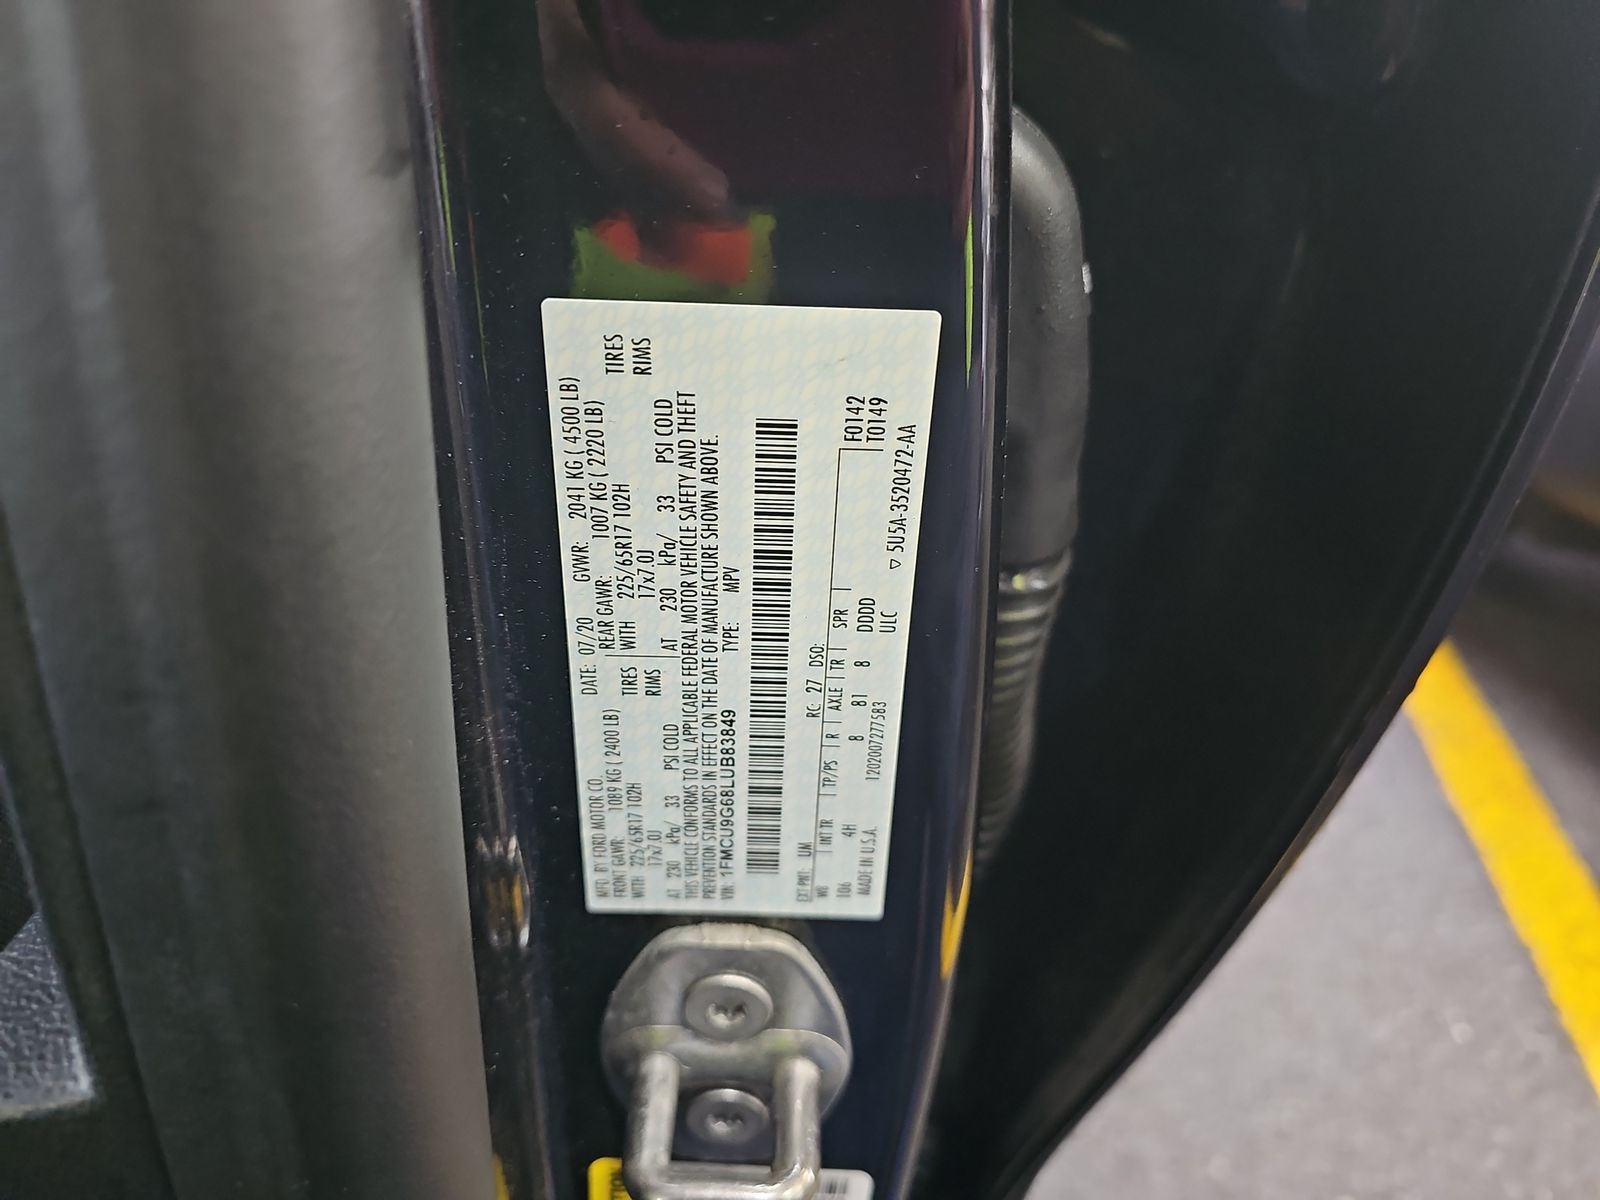 MFD. BY FORD MOTOR CO.
DATE: 07/20 GVWR: 2041 KG ( 4500 LB)
FRONT GAWR: 1089 KG ( 2400 LB)
REAR GAWR: 1007 KG ( 2220 LB)
WITH 225/65R17 102H TIRES
WITH 225/65R17 102H TIRES
17x7.0J RIMS
17x7.0J RIMS
AT 230 kPa/ 33 PSI COLD
AT 230 kPa/ 33 PSI COLD
THIS VEHICLE CONFORMS TO ALL APPLICABLE FEDERAL MOTOR VEHICLE SAFETY AND THEFT
PREVENTION STANDARDS IN EFFECT ON THE DATE OF MANUFACTURE SHOWN ABOVE.
VIN: 1FMCU9G68LUB83849 TYPE: MPV
EXT PNT: UM RC: 27 DSO:
WB INT TR TP/PS R AXLE TR SPR F0142
106 4H 8 81 8 DDDD T0149
ULC
MADE IN U.S.A. 1202007277583
▽ 5U5A-3520472-AA